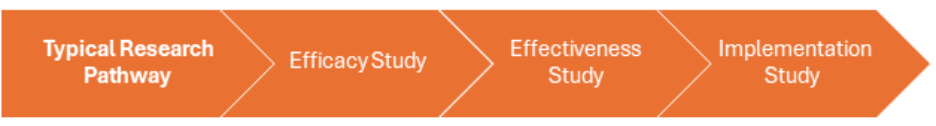 Typical Research
Pathway
Efficacy Study
Effectiveness
Study
Implementation
Study